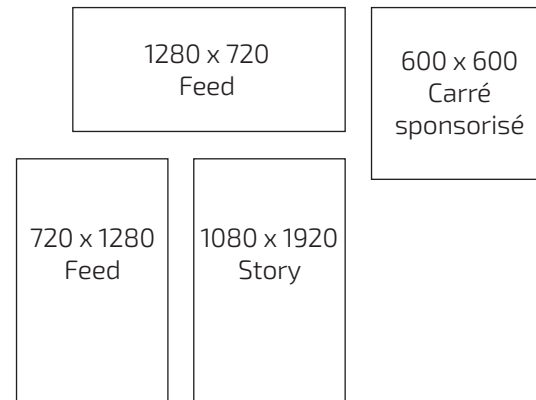 1280 x 720
Feed
600 x 600
Carré
sponsorisé
720 x 1280
Feed
1080 x 1920
Story